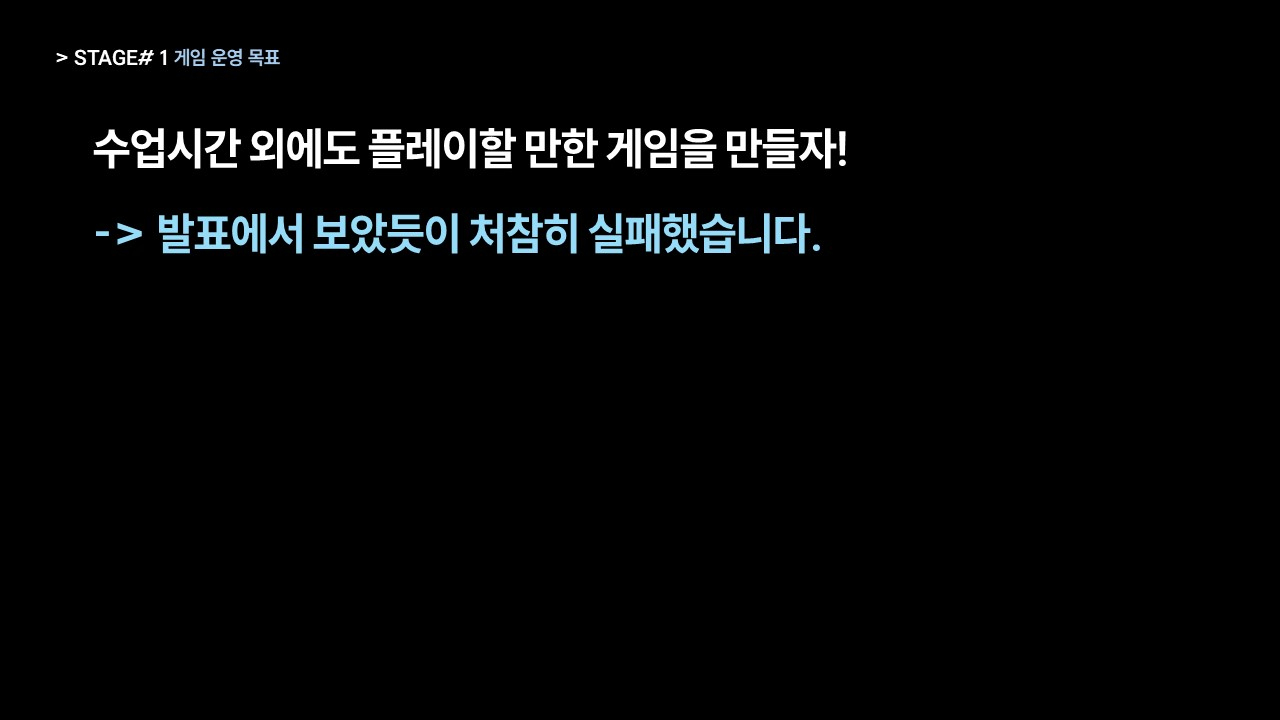 > STAGE# 1 게임 운영 목표
수업시간 외에도 플레이할 만한 게임을 만들자!
-> 발표에서 보았듯이 처참히 실패했습니다.